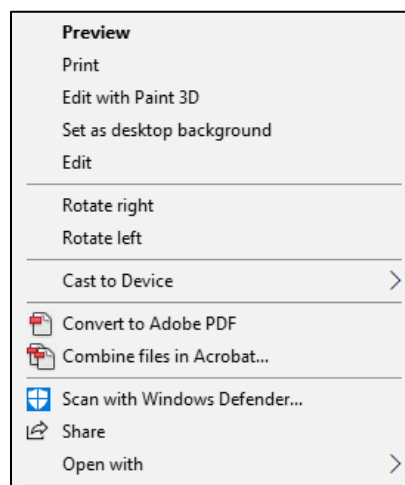 Preview
Print
Edit with Paint 3D
Set as desktop background
Edit
Rotate right
Rotate left
Cast to Device
Convert to Adobe PDF
Combine files in Acrobat...
Scan with Windows Defender...
Share
Open with